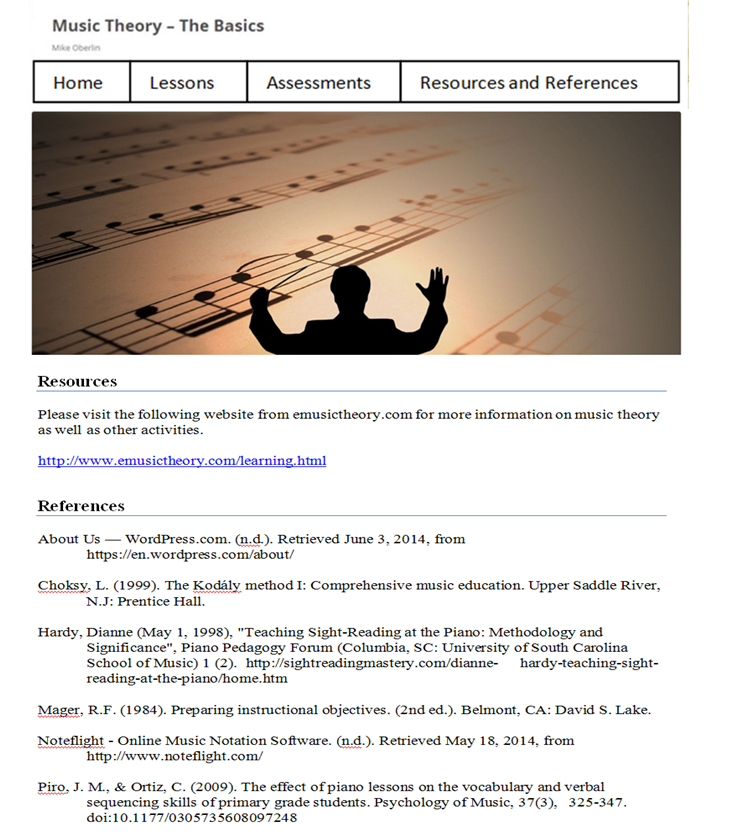 Music Theory – The Basics
Mike Oberlin
Home Lessons Assessments Resources and References
Resources
Please visit the following website from emusictheory.com for more information on music theory
as well as other activities.
http://www.emusictheory.com/learning.html
References
About Us — WordPress.com. (n.d.). Retrieved June 3, 2014, from
https://en.wordpress.com/about/
Choksy, L. (1999). The Kodály method I: Comprehensive music education. Upper Saddle River,
N.J: Prentice Hall.
Hardy, Dianne (May 1, 1998), "Teaching Sight-Reading at the Piano: Methodology and
Significance", Piano Pedagogy Forum (Columbia, SC: University of South Carolina
School of Music) 1 (2). http://sightreadingmastery.com/dianne- hardy-teaching-sight-
reading-at-the-piano/home.htm
Mager, R.F. (1984). Preparing instructional objectives. (2nd ed.). Belmont, CA: David S. Lake.
Noteflight - Online Music Notation Software. (n.d.). Retrieved May 18, 2014, from
http://www.noteflight.com/
Piro, J. M., & Ortiz, C. (2009). The effect of piano lessons on the vocabulary and verbal
sequencing skills of primary grade students. Psychology of Music, 37(3), 325-347.
doi:10.1177/0305735608097248